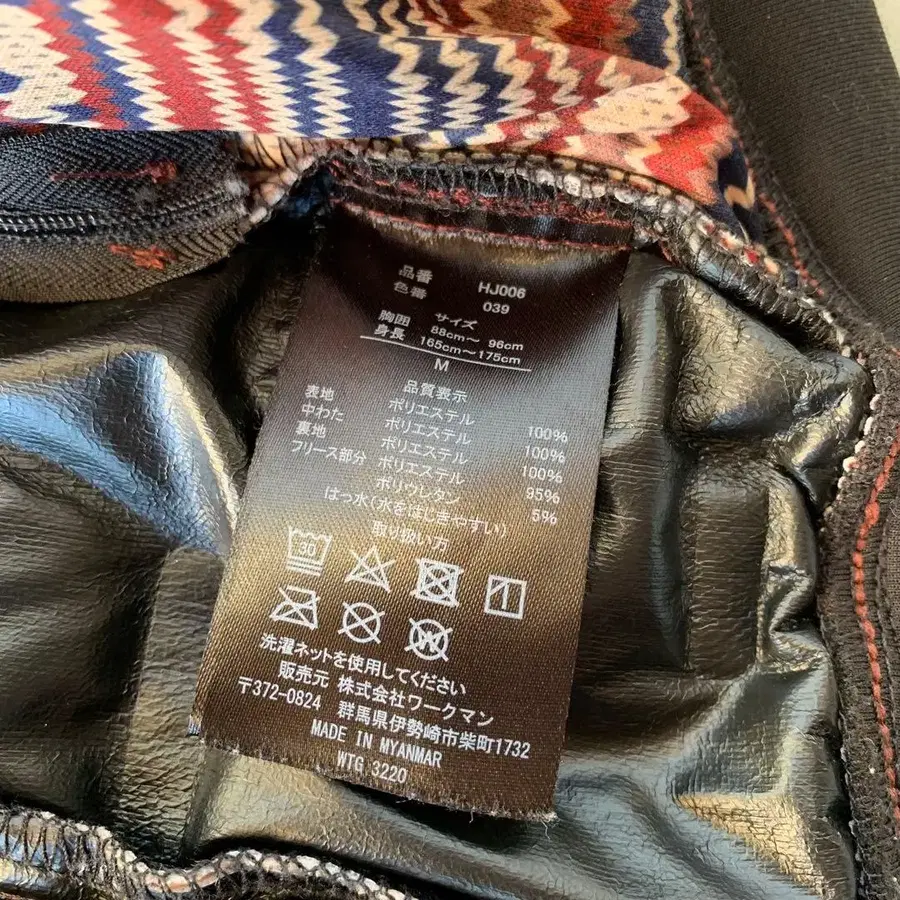 品番 HJ006
色番 039
サイズ
胸囲 88cm～ 96cm
身長 165cm～175cm
M
品質表示
表地 ポリエステル 100%
中わた ポリエステル 100%
裏地 ポリエステル 100%
フリース部分 ポリエステル 95%
ポリウレタン 5%
はっ水(水をはじきやすい)
取り扱い方
30
W
洗濯ネットを使用してください
販売元 株式会社ワークマン
〒372-0824 群馬県伊勢崎市柴町1732
MADE IN MYANMAR
WTG 3220